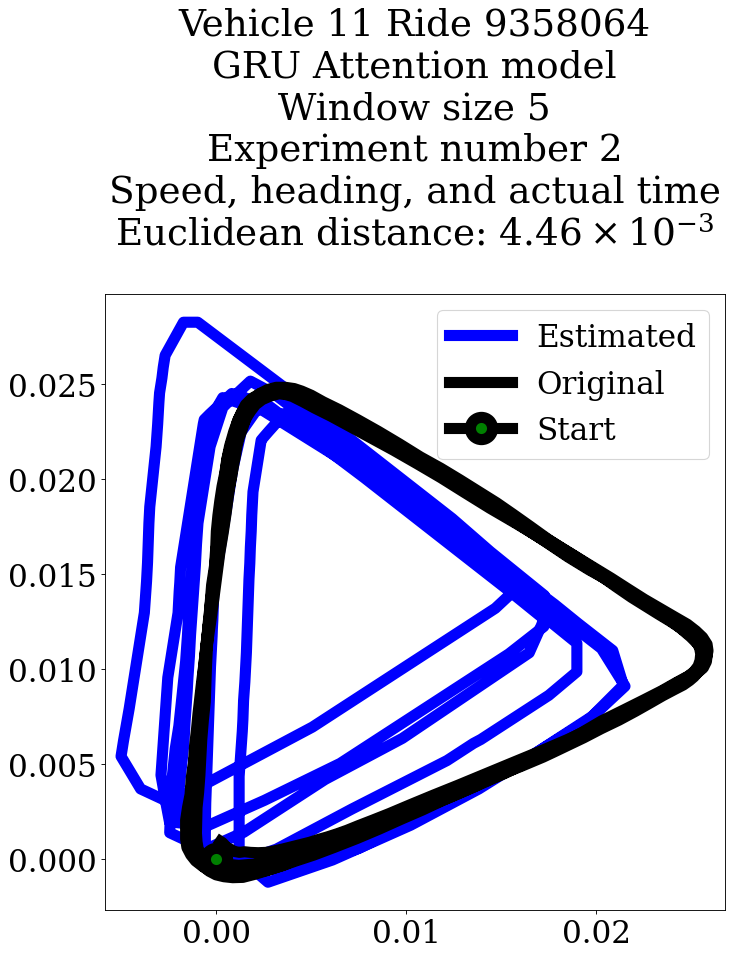 Vehicle 11 Ride 9358064
GRU Attention model
Window size 5
Experiment number 2
Speed, heading, and actual time
Euclidean distance: 4.46 × 10⁻³
Estimated
Original
Start
0.025
0.020
0.015
0.010
0.005
0.000
0.00 0.01 0.02